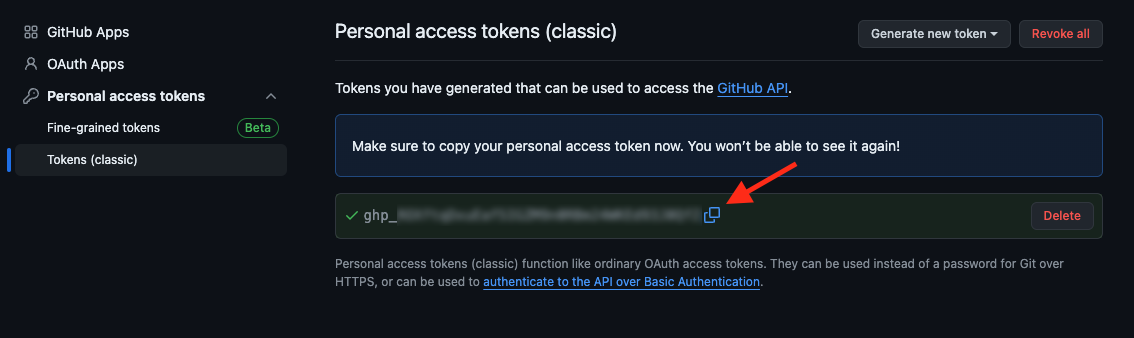 GitHub Apps
OAuth Apps
Personal access tokens
Fine-grained tokens
Beta
Tokens (classic)
Personal access tokens (classic)
Generate new token
Revoke all
Tokens you have generated that can be used to access the GitHub API.
Make sure to copy your personal access token now. You won’t be able to see it again!
ghp_
Delete
Personal access tokens (classic) function like ordinary OAuth access tokens. They can be used instead of a password for Git over
HTTPS, or can be used to authenticate to the API over Basic Authentication.